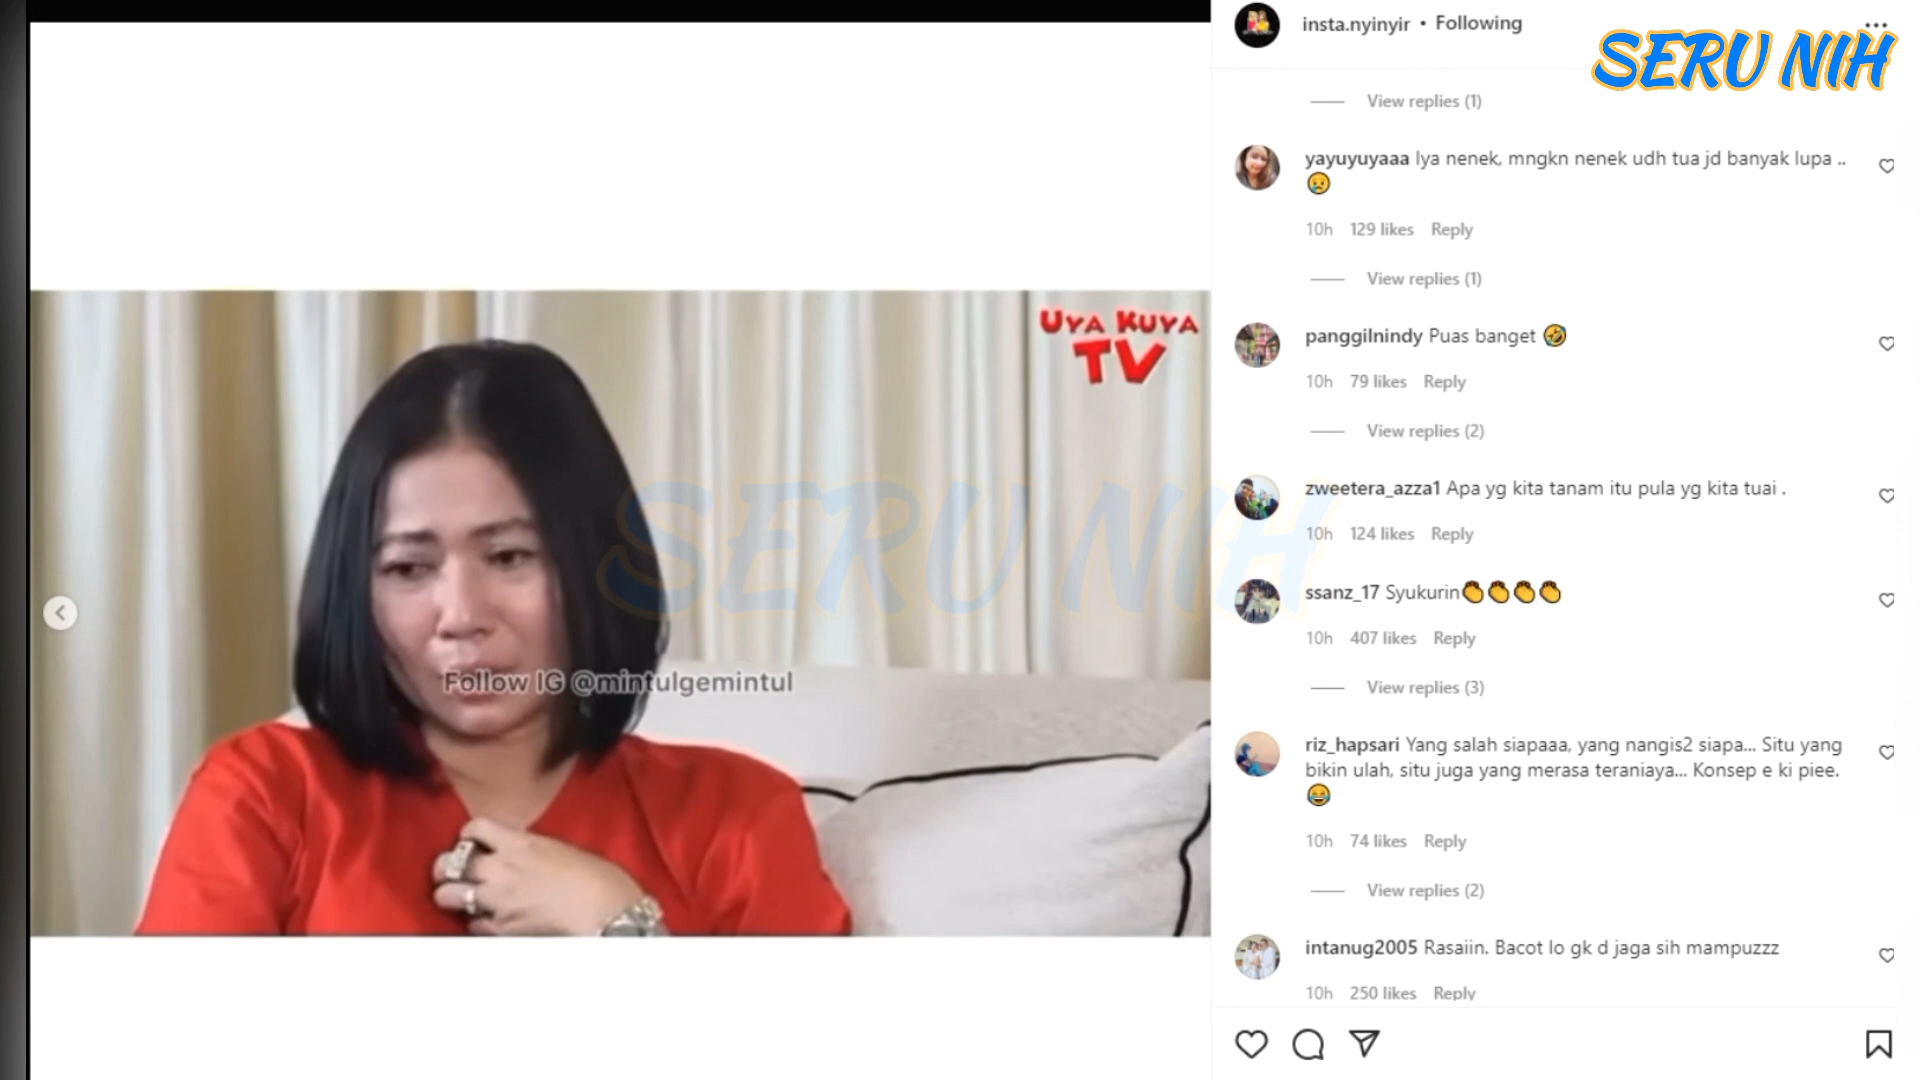 insta.nyinyir • Following
SERU NIH
View replies (1)
yayuyuyaaa Iya nenek, mngkn nenek udh tua jd banyak lupa ..
10h 129 likes Reply
View replies (1)
UYA KUYA
TV
panggilnindy Puas banget
10h 79 likes Reply
View replies (2)
SERU NIH
zweetera_azza1 Apa yg kita tanam itu pula yg kita tuai .
10h 124 likes Reply
ssanz_17 Syukurin
10h 407 likes Reply
Follow IG @mintulgemintul
View replies (3)
riz_hapsari Yang salah siapaaa, yang nangis2 siapa... Situ yang
bikin ulah, situ juga yang merasa teraniaya... Konsep e ki piee.
10h 74 likes Reply
View replies (2)
intanug2005 Rasaiin. Bacot lo gk d jaga sih mampuzzz
10h 250 likes Reply